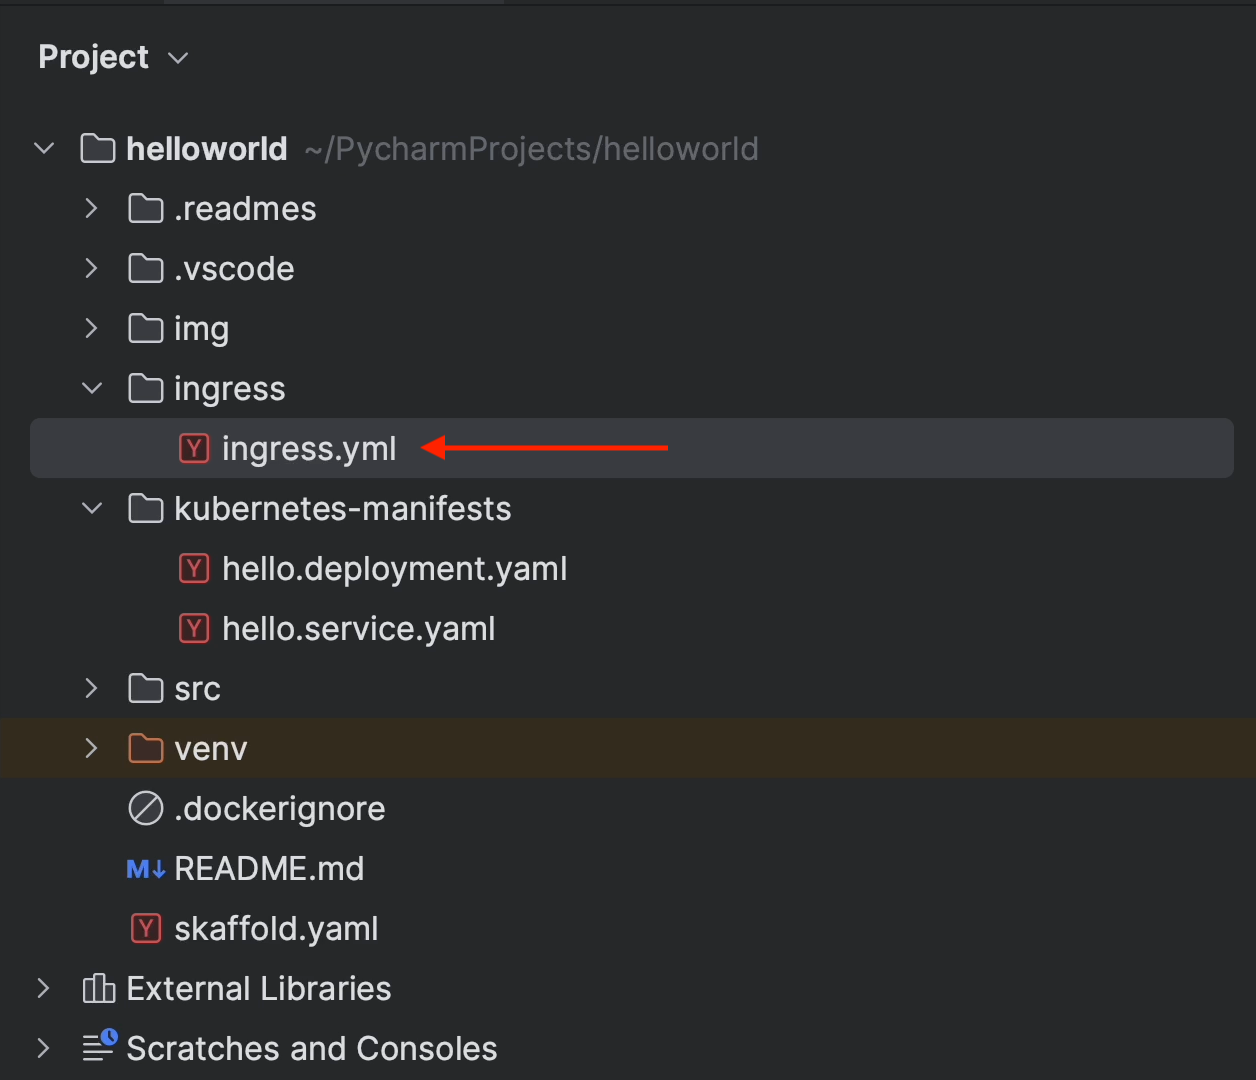 Project
helloworld ~/PycharmProjects/helloworld
.readmes
.vscode
img
ingress
Y ingress.yml
kubernetes-manifests
Y hello.deployment.yaml
Y hello.service.yaml
src
venv
.dockerignore
M↓ README.md
Y skaffold.yaml
External Libraries
Scratches and Consoles